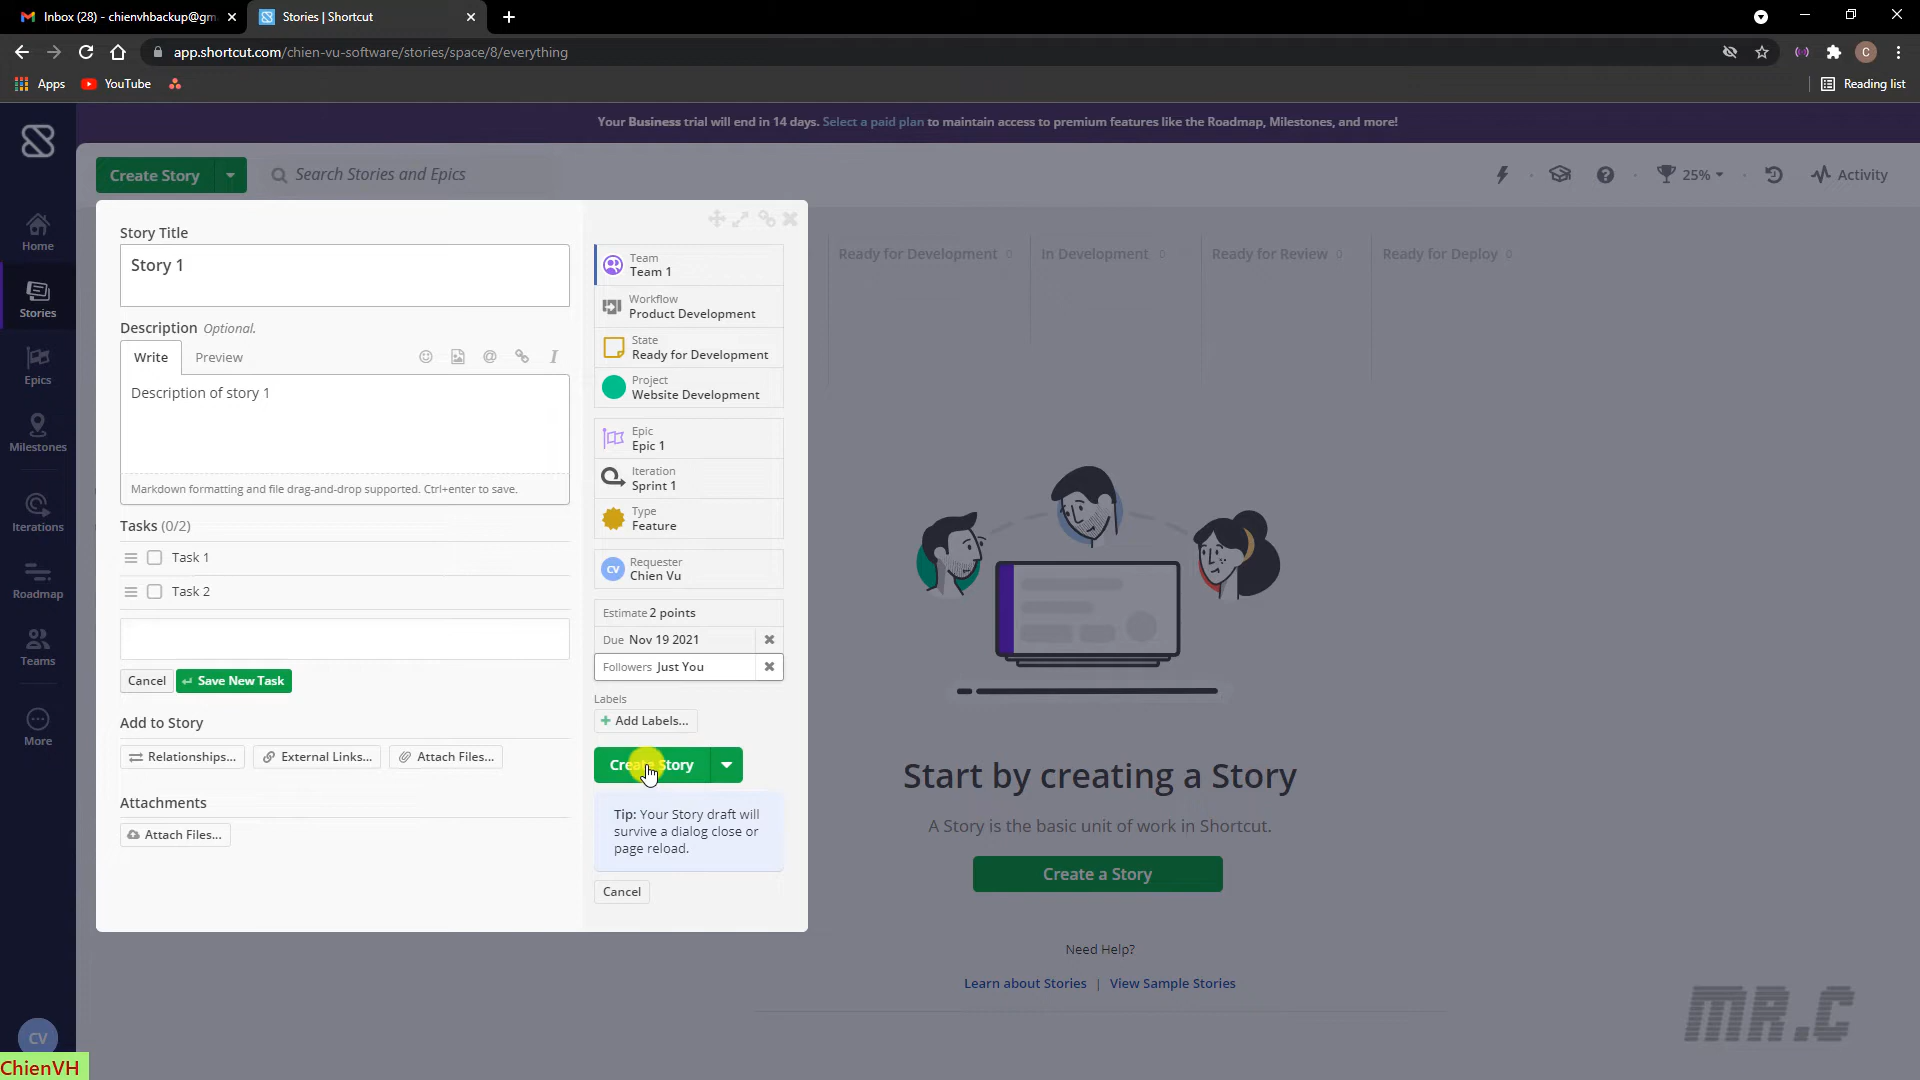 Inbox (28) - chienvhbackup@gm
Stories | Shortcut
app.shortcut.com/chien-vu-software/stories/space/8/everything
C
Apps
YouTube
Reading list
Your Business trial will end in 14 days. Select a paid plan to maintain access to premium features like the Roadmap, Milestones, and more!
Create Story
Search Stories and Epics
25%
Activity
Home
Stories
Epics
Milestones
Iterations
Roadmap
Teams
More
CV
ChienVH
Story Title
Story 1
Description Optional.
Write
Preview
Description of story 1
Markdown formatting and file drag-and-drop supported. Ctrl+enter to save.
Tasks (0/2)
Task 1
Task 2
Cancel
Save New Task
Add to Story
Relationships...
External Links...
Attach Files...
Attachments
Attach Files...
Team
Team 1
Workflow
Product Development
State
Ready for Development
Project
Website Development
Epic
Epic 1
Iteration
Sprint 1
Type
Feature
CV
Requester
Chien Vu
Estimate 2 points
Due Nov 19 2021
Followers Just You
Labels
+ Add Labels...
Create Story
Tip: Your Story draft will
survive a dialog close or
page reload.
Cancel
Ready for Development 0
In Development 0
Ready for Review 0
Ready for Deploy 0
Start by creating a Story
A Story is the basic unit of work in Shortcut.
Create a Story
Need Help?
Learn about Stories | View Sample Stories
MR.C